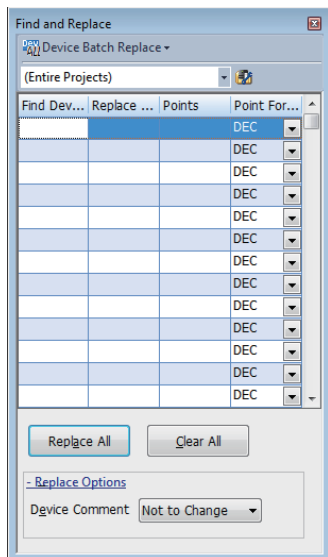 Find and Replace
Device Batch Replace
(Entire Projects)
Find Dev... Replace ... Points Point For...
DEC
DEC
DEC
DEC
DEC
DEC
DEC
DEC
DEC
DEC
DEC
DEC
DEC
Replace All Clear All
- Replace Options
Device Comment Not to Change